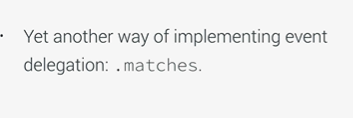 • Yet another way of implementing event
delegation: .matches.